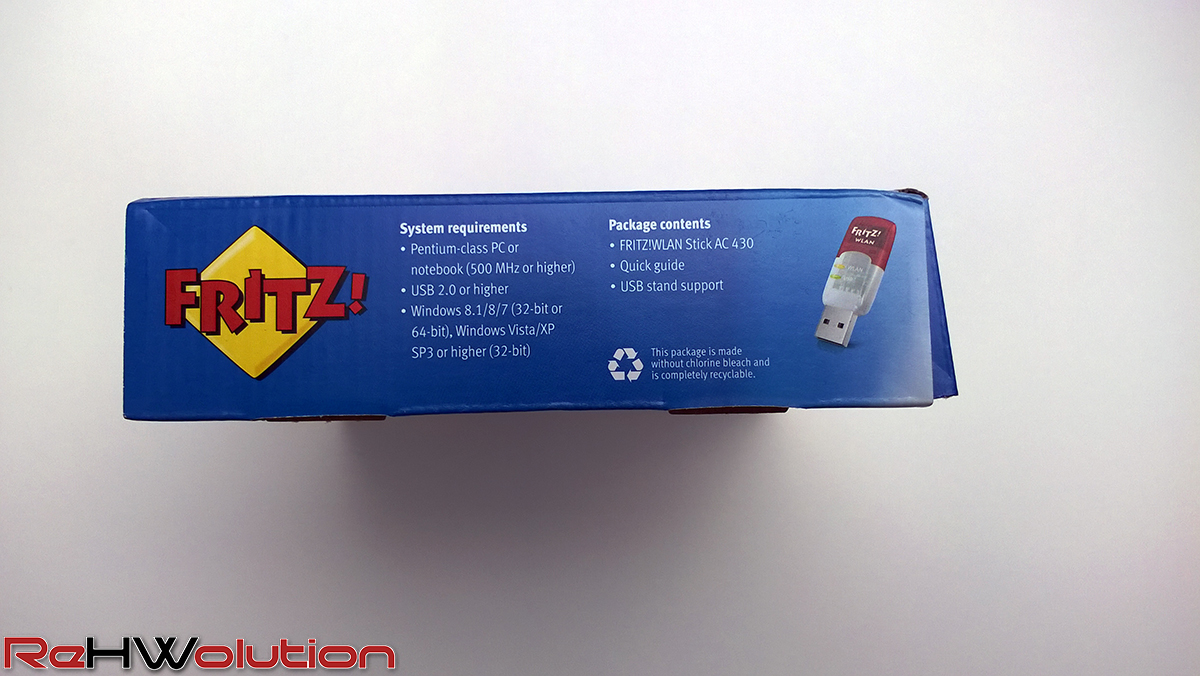 FRITZ!
System requirements
• Pentium-class PC or
notebook (500 MHz or higher)
• USB 2.0 or higher
• Windows 8.1/8/7 (32-bit or
64-bit), Windows Vista/XP
SP3 or higher (32-bit)
Package contents
• FRITZ!WLAN Stick AC 430
• Quick guide
• USB stand support
This package is made
without chlorine bleach and
is completely recyclable.
FRITZ!
WLAN
WLAN
ReHWolution